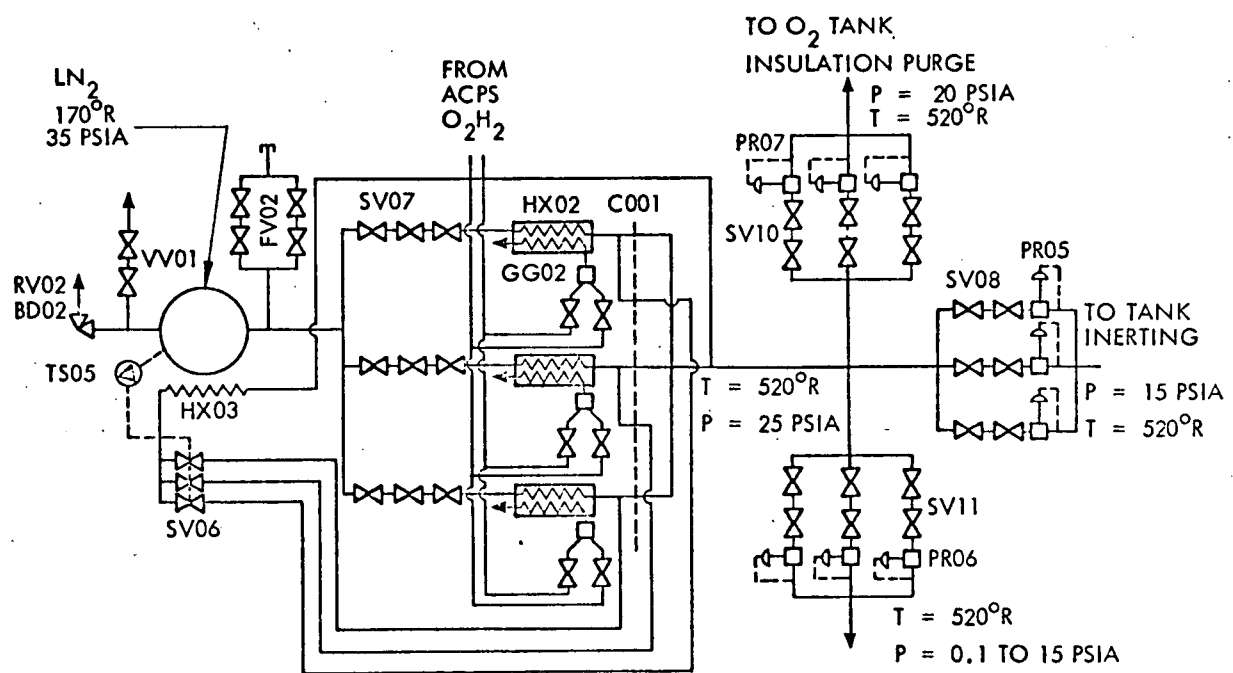 TO O2 TANK
INSULATION PURGE
P = 20 PSIA
T = 520°R
LN2
170°R
35 PSIA
FROM
ACPS
O2H2
PR07
SV10
FV02
SV07
HX02
C001
VV01
GG02
RV02
BD02
PR05
SV08
TO TANK
INERTING
TS05
HX03
T = 520°R
P = 25 PSIA
P = 15 PSIA
T = 520°R
SV06
SV11
PR06
T = 520°R
P = 0.1 TO 15 PSIA